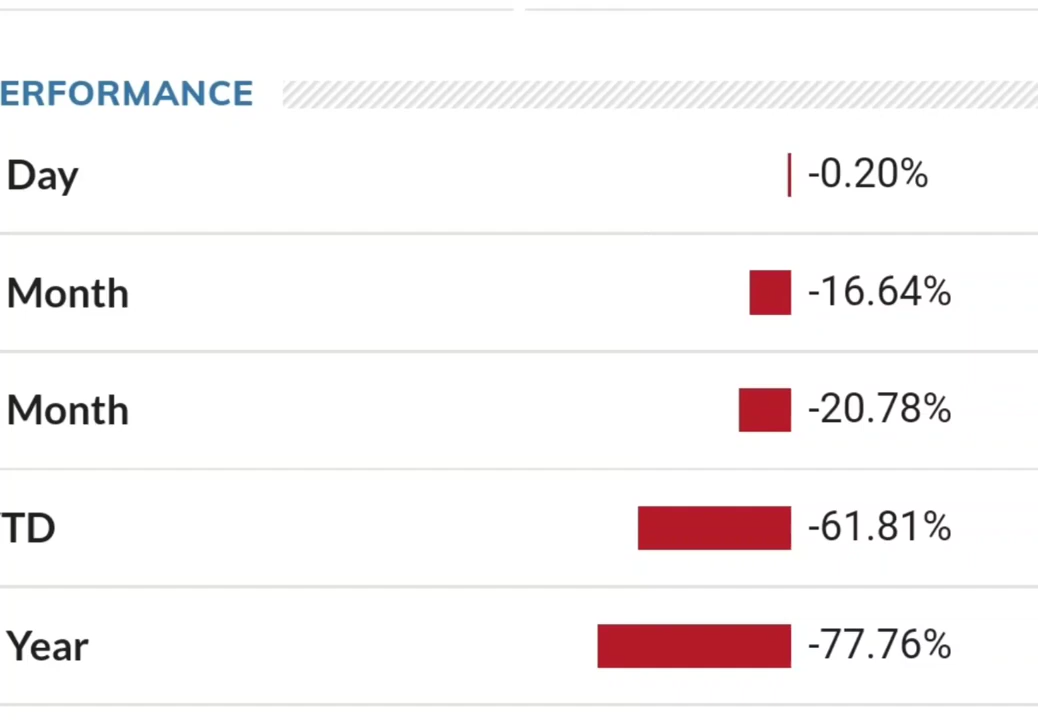 ERFORMANCE
Day -0.20%
Month -16.64%
Month -20.78%
TD -61.81%
Year -77.76%